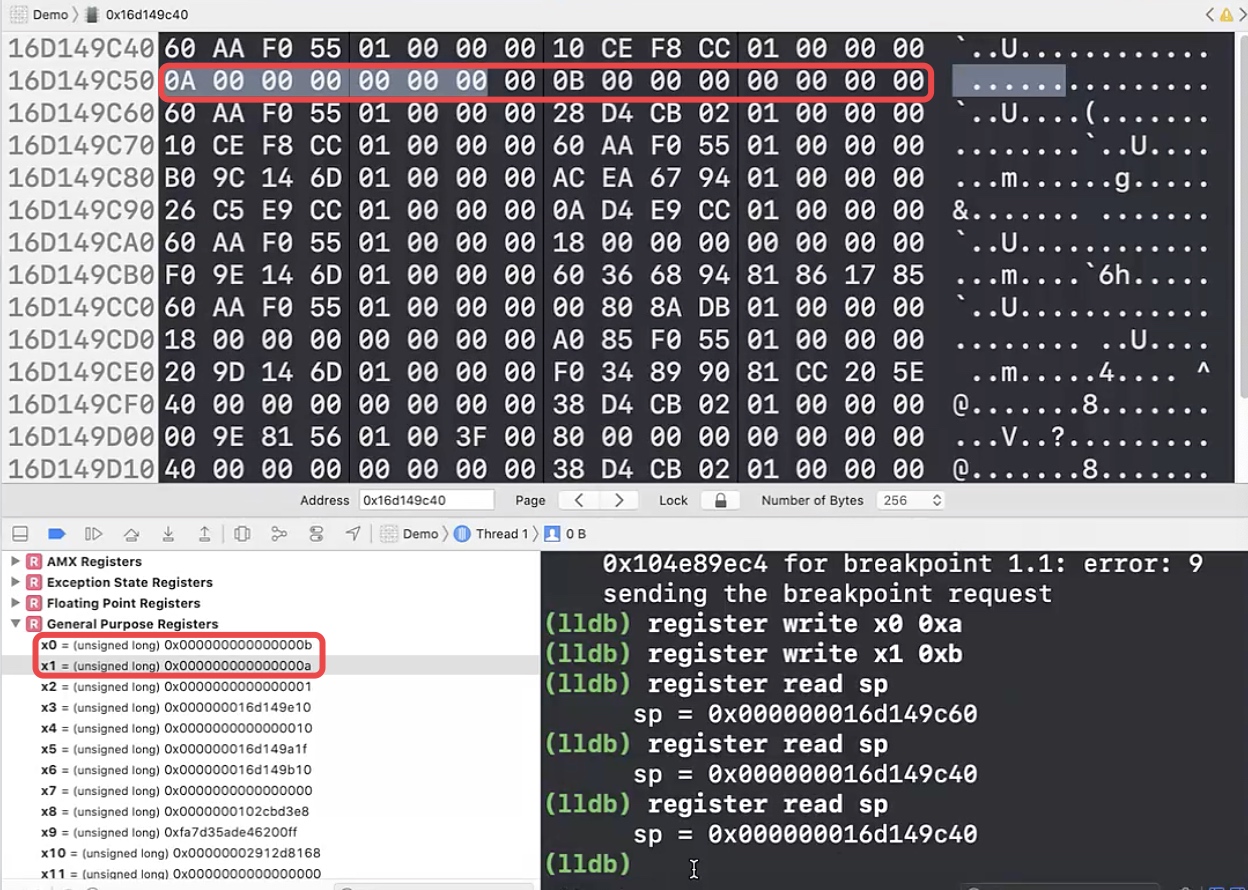 Demo 〉 0x16d149c40
16D149C40 60 AA F0 55 01 00 00 00 10 CE F8 CC 01 00 00 00 `..U............
16D149C50 0A 00 00 00 00 00 00 00 0B 00 00 00 00 00 00 00 ................
16D149C60 60 AA F0 55 01 00 00 00 28 D4 CB 02 01 00 00 00 `..U....(.......
16D149C70 10 CE F8 CC 01 00 00 00 60 AA F0 55 01 00 00 00 ........`..U....
16D149C80 B0 9C 14 6D 01 00 00 00 AC EA 67 94 01 00 00 00 ...m......g.....
16D149C90 26 C5 E9 CC 01 00 00 00 0A D4 E9 CC 01 00 00 00 &....... .......
16D149CA0 60 AA F0 55 01 00 00 00 18 00 00 00 00 00 00 00 `..U............
16D149CB0 F0 9E 14 6D 01 00 00 00 60 36 68 94 81 86 17 85 ...m....`6h.....
16D149CC0 60 AA F0 55 01 00 00 00 00 80 8A DB 01 00 00 00 `..U............
16D149CD0 18 00 00 00 00 00 00 00 A0 85 F0 55 01 00 00 00 ........ ..U....
16D149CE0 20 9D 14 6D 01 00 00 00 F0 34 89 90 81 CC 20 5E ..m.....4.... ^
16D149CF0 40 00 00 00 00 00 00 00 38 D4 CB 02 01 00 00 00 @.......8.......
16D149D00 00 9E 81 56 01 00 3F 00 80 00 00 00 00 00 00 00 ...V..?.........
16D149D10 40 00 00 00 00 00 00 00 38 D4 CB 02 01 00 00 00 @.......8.......
Address 0x16d149c40 Page Lock Number of Bytes 256
Demo 〉 Thread 1 〉 0 B
AMX Registers
Exception State Registers
Floating Point Registers
General Purpose Registers
x0 = (unsigned long) 0x000000000000000b
x1 = (unsigned long) 0x000000000000000a
x2 = (unsigned long) 0x0000000000000001
x3 = (unsigned long) 0x000000016d149e10
x4 = (unsigned long) 0x0000000000000010
x5 = (unsigned long) 0x000000016d149a1f
x6 = (unsigned long) 0x000000016d149b10
x7 = (unsigned long) 0x0000000000000000
x8 = (unsigned long) 0x0000000102cbd3e8
x9 = (unsigned long) 0xfa7d35ade46200ff
x10 = (unsigned long) 0x00000002912d8168
x11 = (unsigned long) 0x0000000000000000
0x104e89ec4 for breakpoint 1.1: error: 9
sending the breakpoint request
(lldb) register write x0 0xa
(lldb) register write x1 0xb
(lldb) register read sp
sp = 0x000000016d149c60
(lldb) register read sp
sp = 0x000000016d149c40
(lldb) register read sp
sp = 0x000000016d149c40
(lldb)